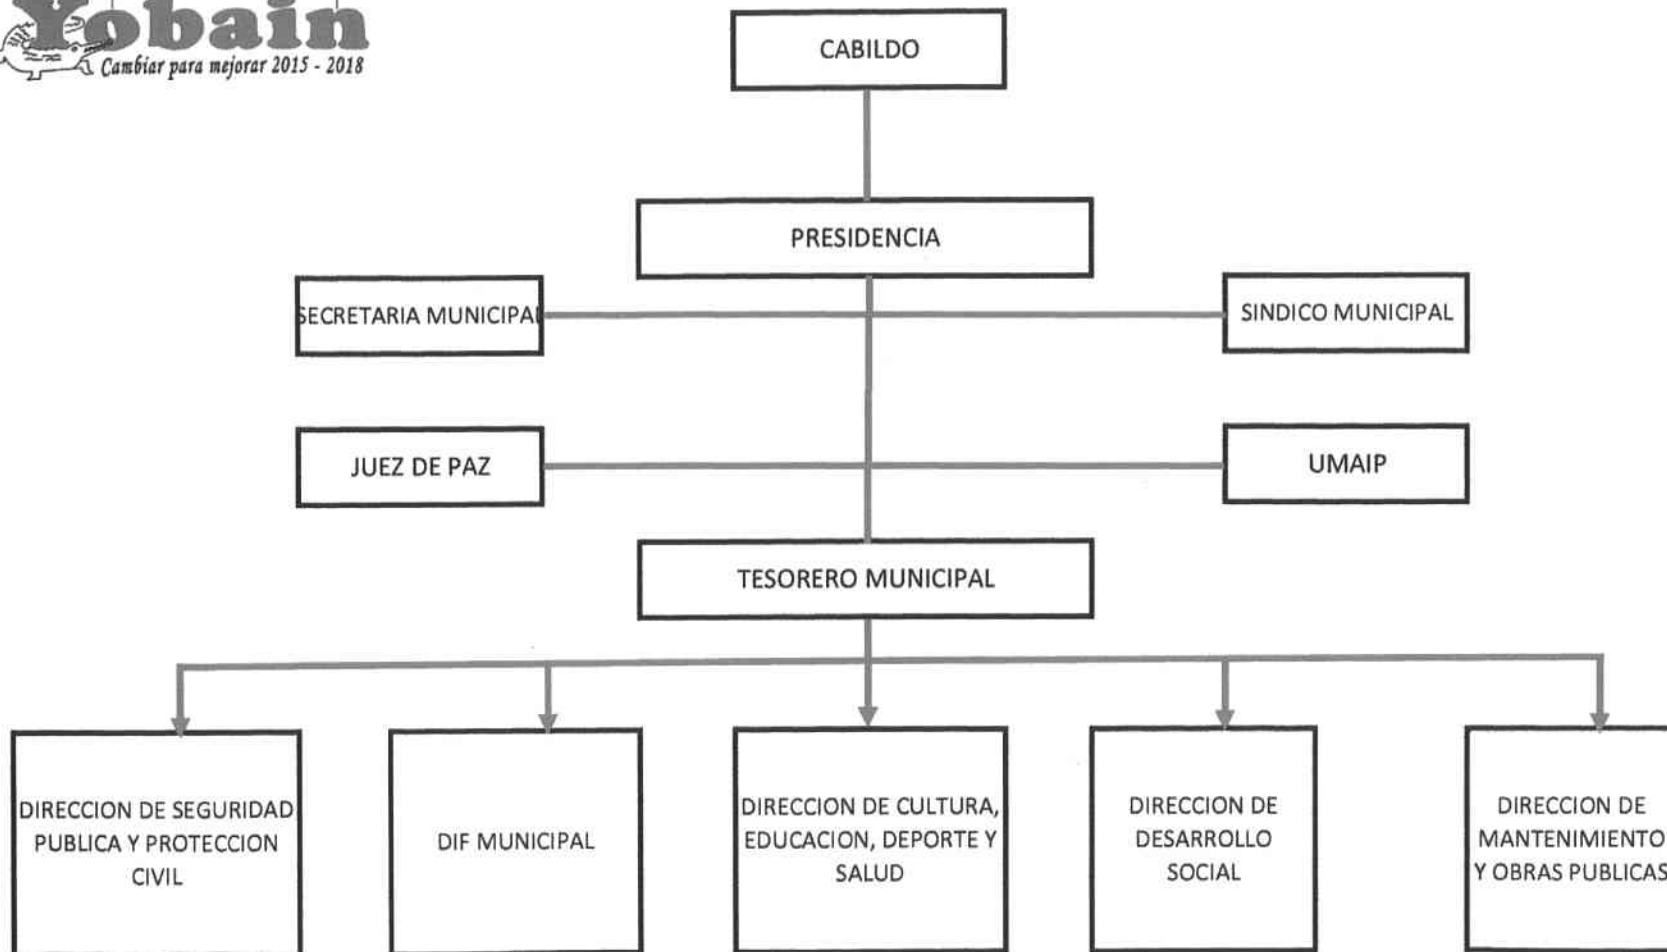 Yobain
Cambiar para mejorar 2015 - 2018
CABILDO
PRESIDENCIA
SECRETARIA MUNICIPAL
SINDICO MUNICIPAL
JUEZ DE PAZ
UMAIP
TESORERO MUNICIPAL
DIRECCION DE SEGURIDAD
PUBLICA Y PROTECCION
CIVIL
DIF MUNICIPAL
DIRECCION DE CULTURA,
EDUCACION, DEPORTE Y
SALUD
DIRECCION DE
DESARROLLO
SOCIAL
DIRECCION DE
MANTENIMIENTO
Y OBRAS PUBLICAS